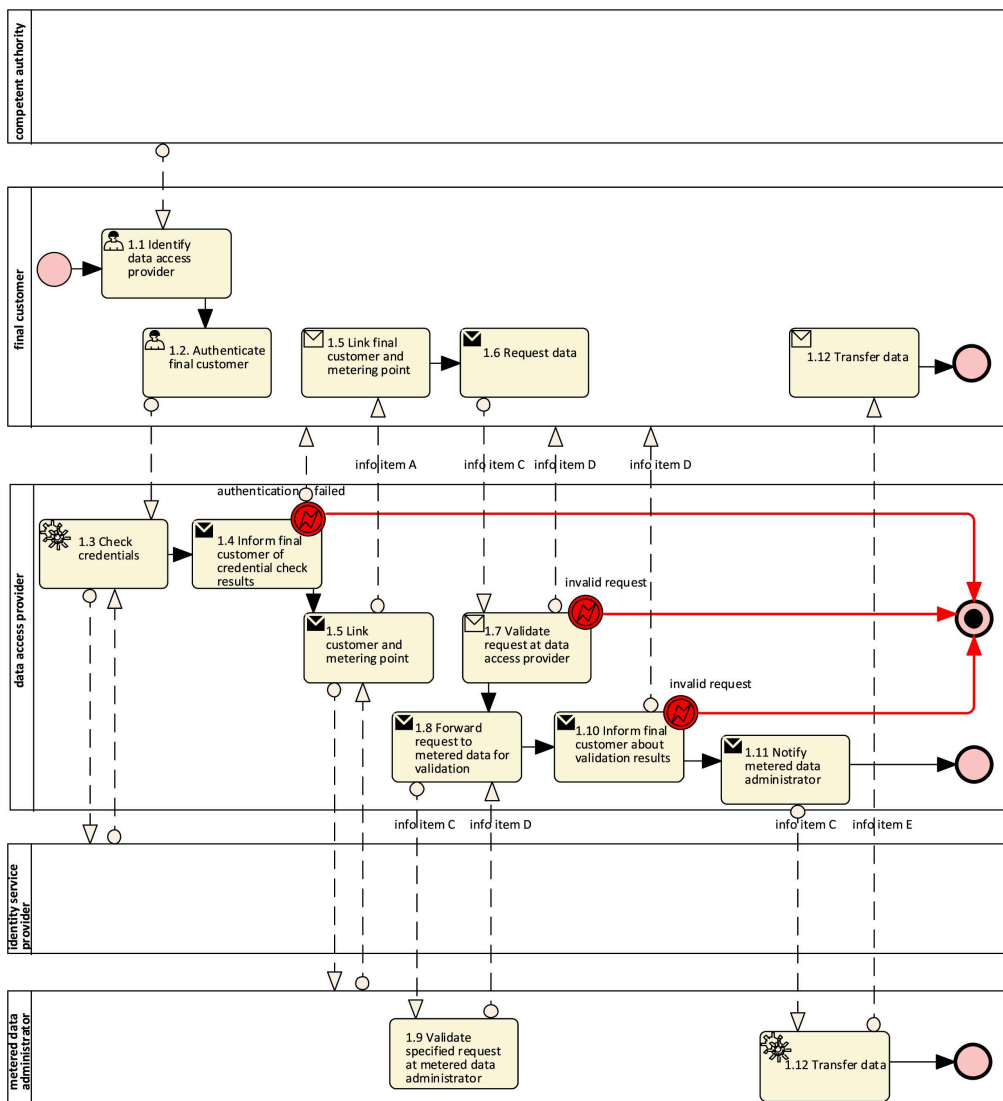 competent authority
final customer
1.1 Identify
data access
provider
1.2. Authenticate
final customer
1.5 Link final
customer and
metering point
1.6 Request data
1.12 Transfer data
info item A
info item C
info item D
info item D
data access provider
authentication failed
1.3 Check
credentials
1.4 Inform final
customer of
credential check
results
invalid request
1.5 Link
customer and
metering point
1.7 Validate
request at data
access provider
invalid request
1.8 Forward
request to
metered data for
validation
1.10 Inform final
customer about
validation results
1.11 Notify
metered data
administrator
info item C
info item D
info item C
info item E
identity service
provider
metered data
administrator
1.9 Validate
specified request
at metered data
administrator
1.12 Transfer data